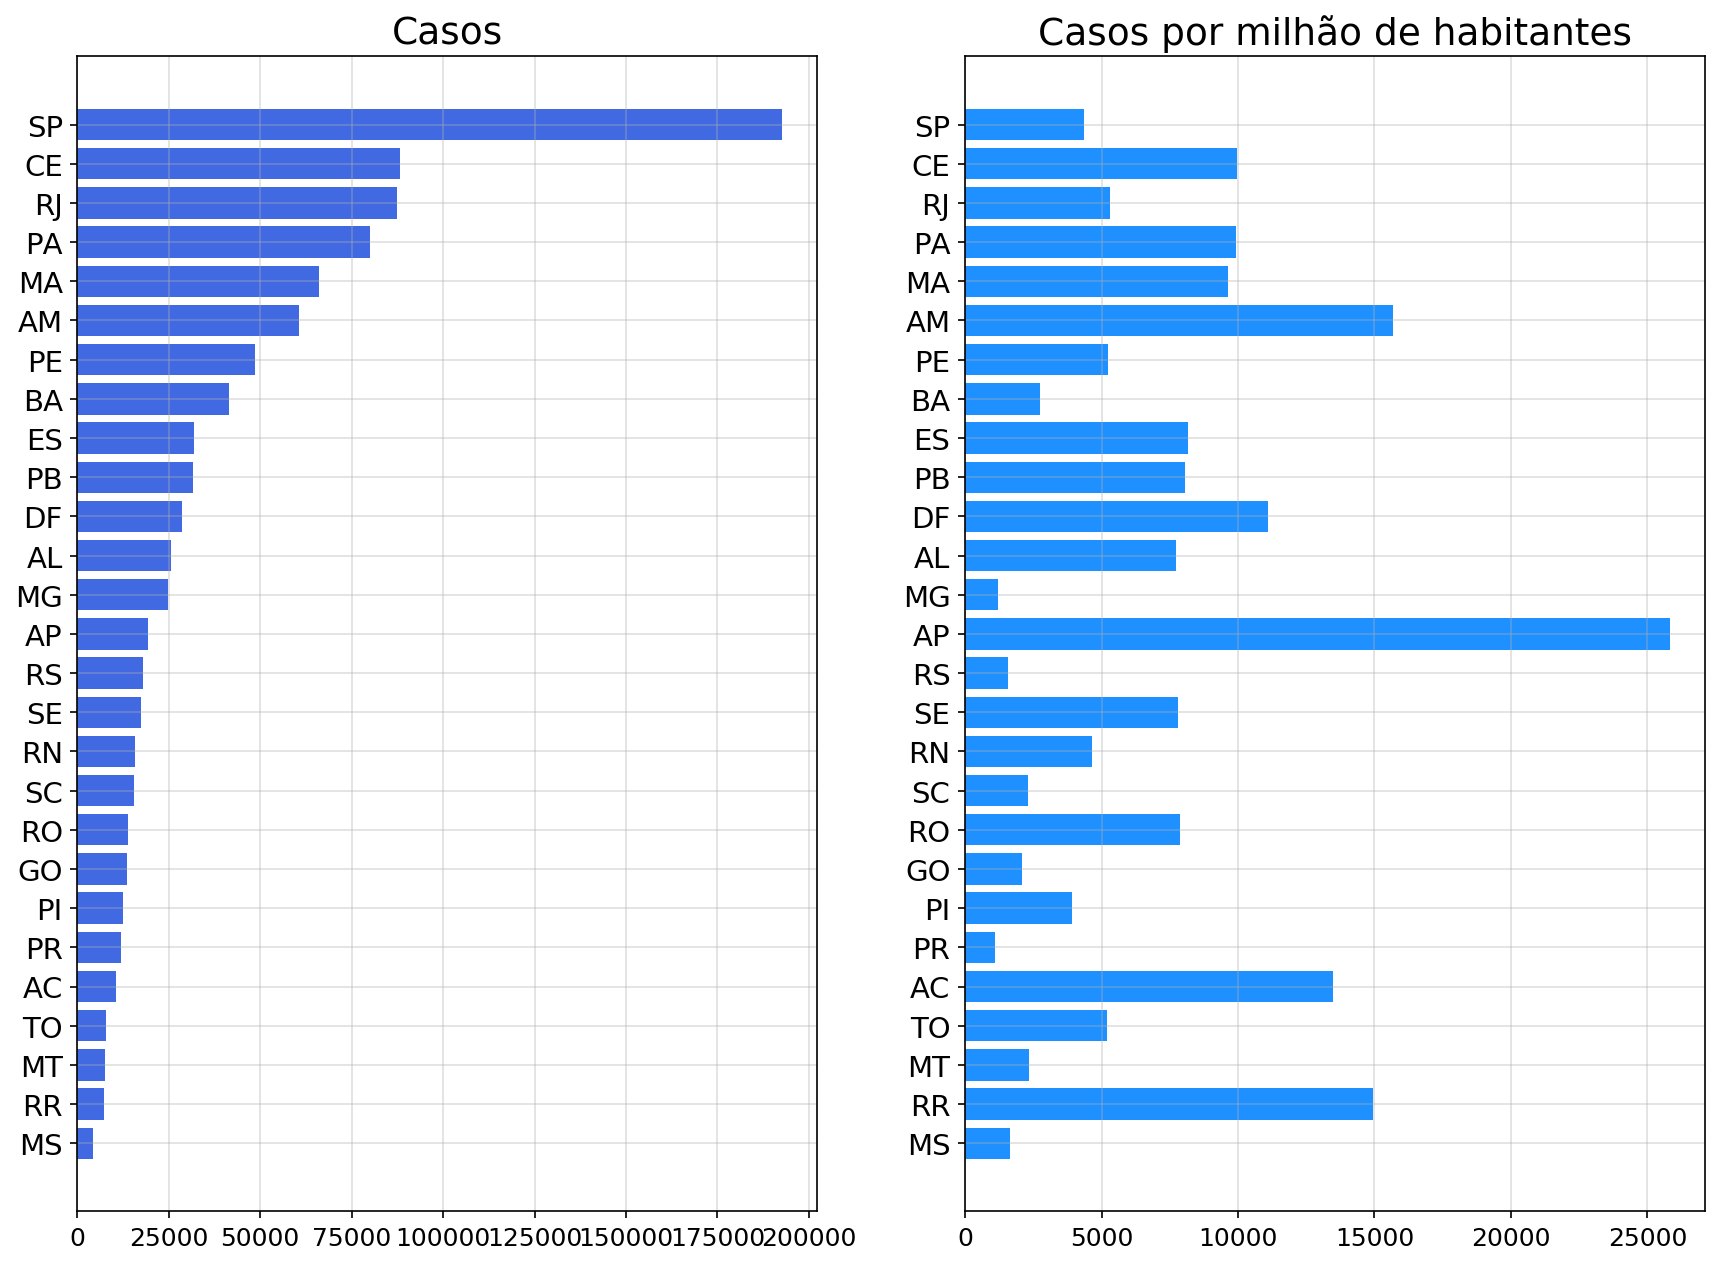 Casos
SP
CE
RJ
PA
MA
AM
PE
BA
ES
PB
DF
AL
MG
AP
RS
SE
RN
SC
RO
GO
PI
PR
AC
TO
MT
RR
MS
0 25000 50000 75000 100000 125000 150000 175000 200000
Casos por milhão de habitantes
SP
CE
RJ
PA
MA
AM
PE
BA
ES
PB
DF
AL
MG
AP
RS
SE
RN
SC
RO
GO
PI
PR
AC
TO
MT
RR
MS
0 5000 10000 15000 20000 25000